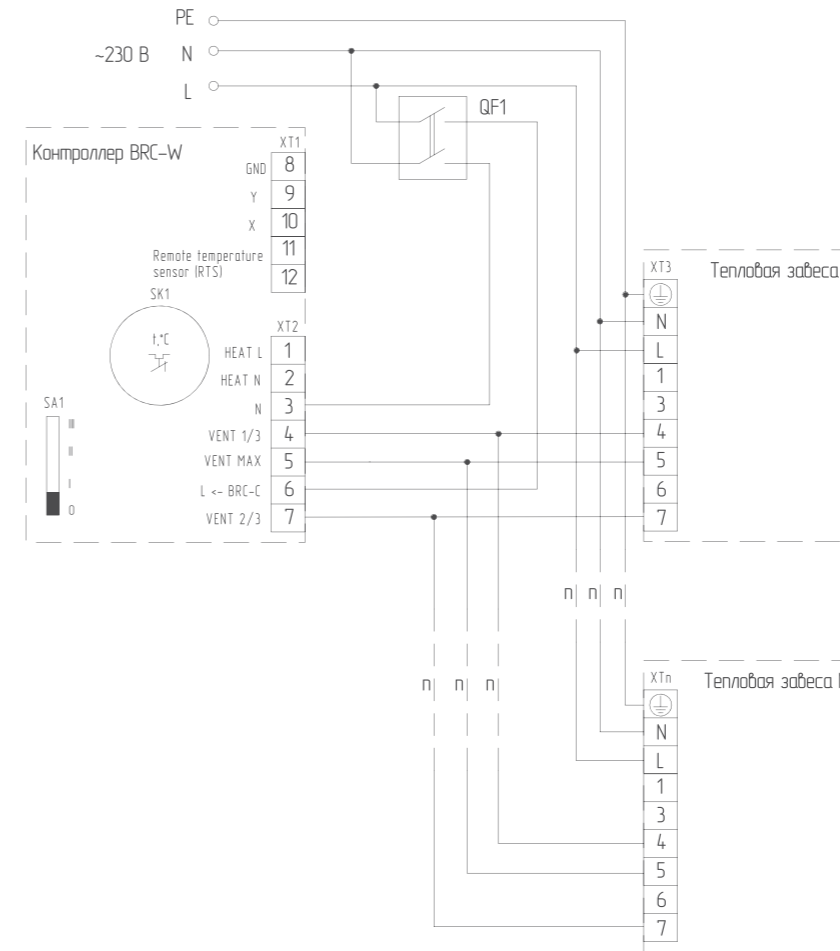 PE
~230 В N
L
QF1
Контроллер BRC-W
XT1
GND 8
Y 9
X 10
Remote temperature 11
sensor (RTS) 12
SK1
t,°C
XT2
HEAT L 1
HEAT N 2
N 3
VENT 1/3 4
VENT MAX 5
L <- BRC-C 6
VENT 2/3 7
SA1
III
II
I
0
XT3 Тепловая завеса
N
L
1
3
4
5
6
7
n n n
n n n
XTn Тепловая завеса
N
L
1
3
4
5
6
7